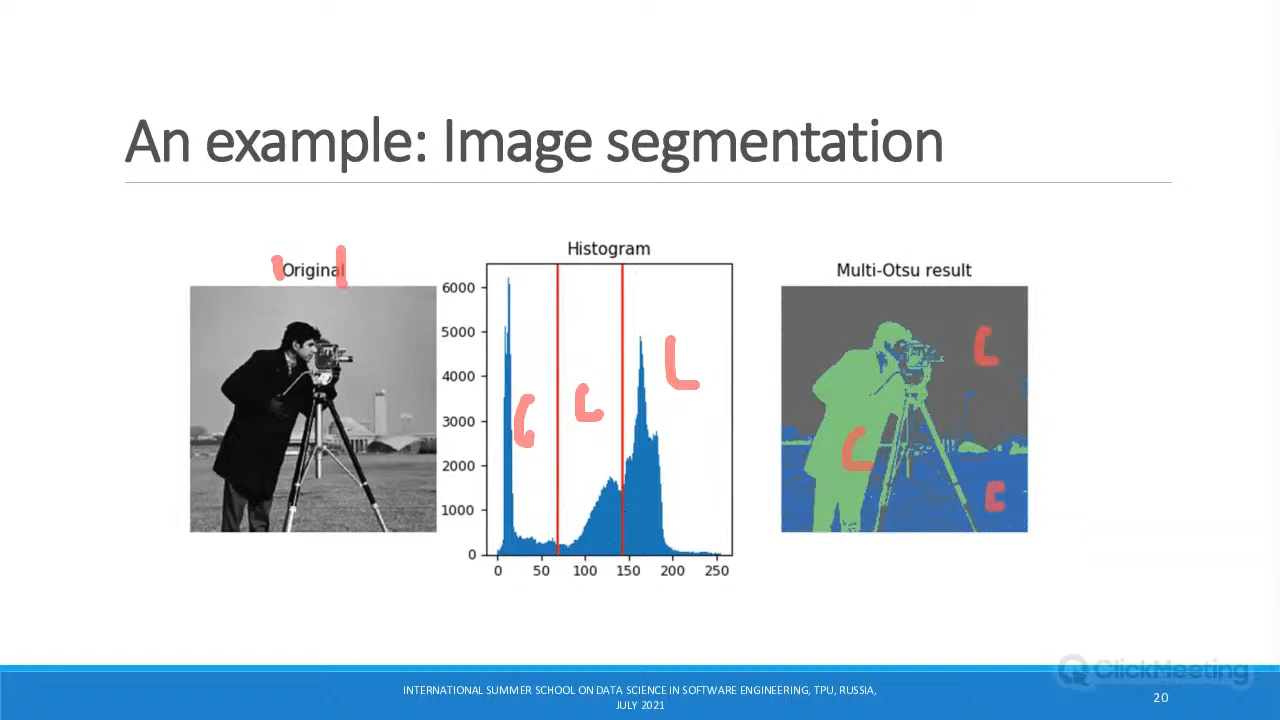 An example: Image segmentation
Original
Histogram
Multi-Otsu result
6000
5000
4000
3000
2000
1000
0
0 50 100 150 200 250
INTERNATIONAL SUMMER SCHOOL ON DATA SCIENCE IN SOFTWARE ENGINEERING, TPU, RUSSIA,
JULY 2021
ClickMeeting
20